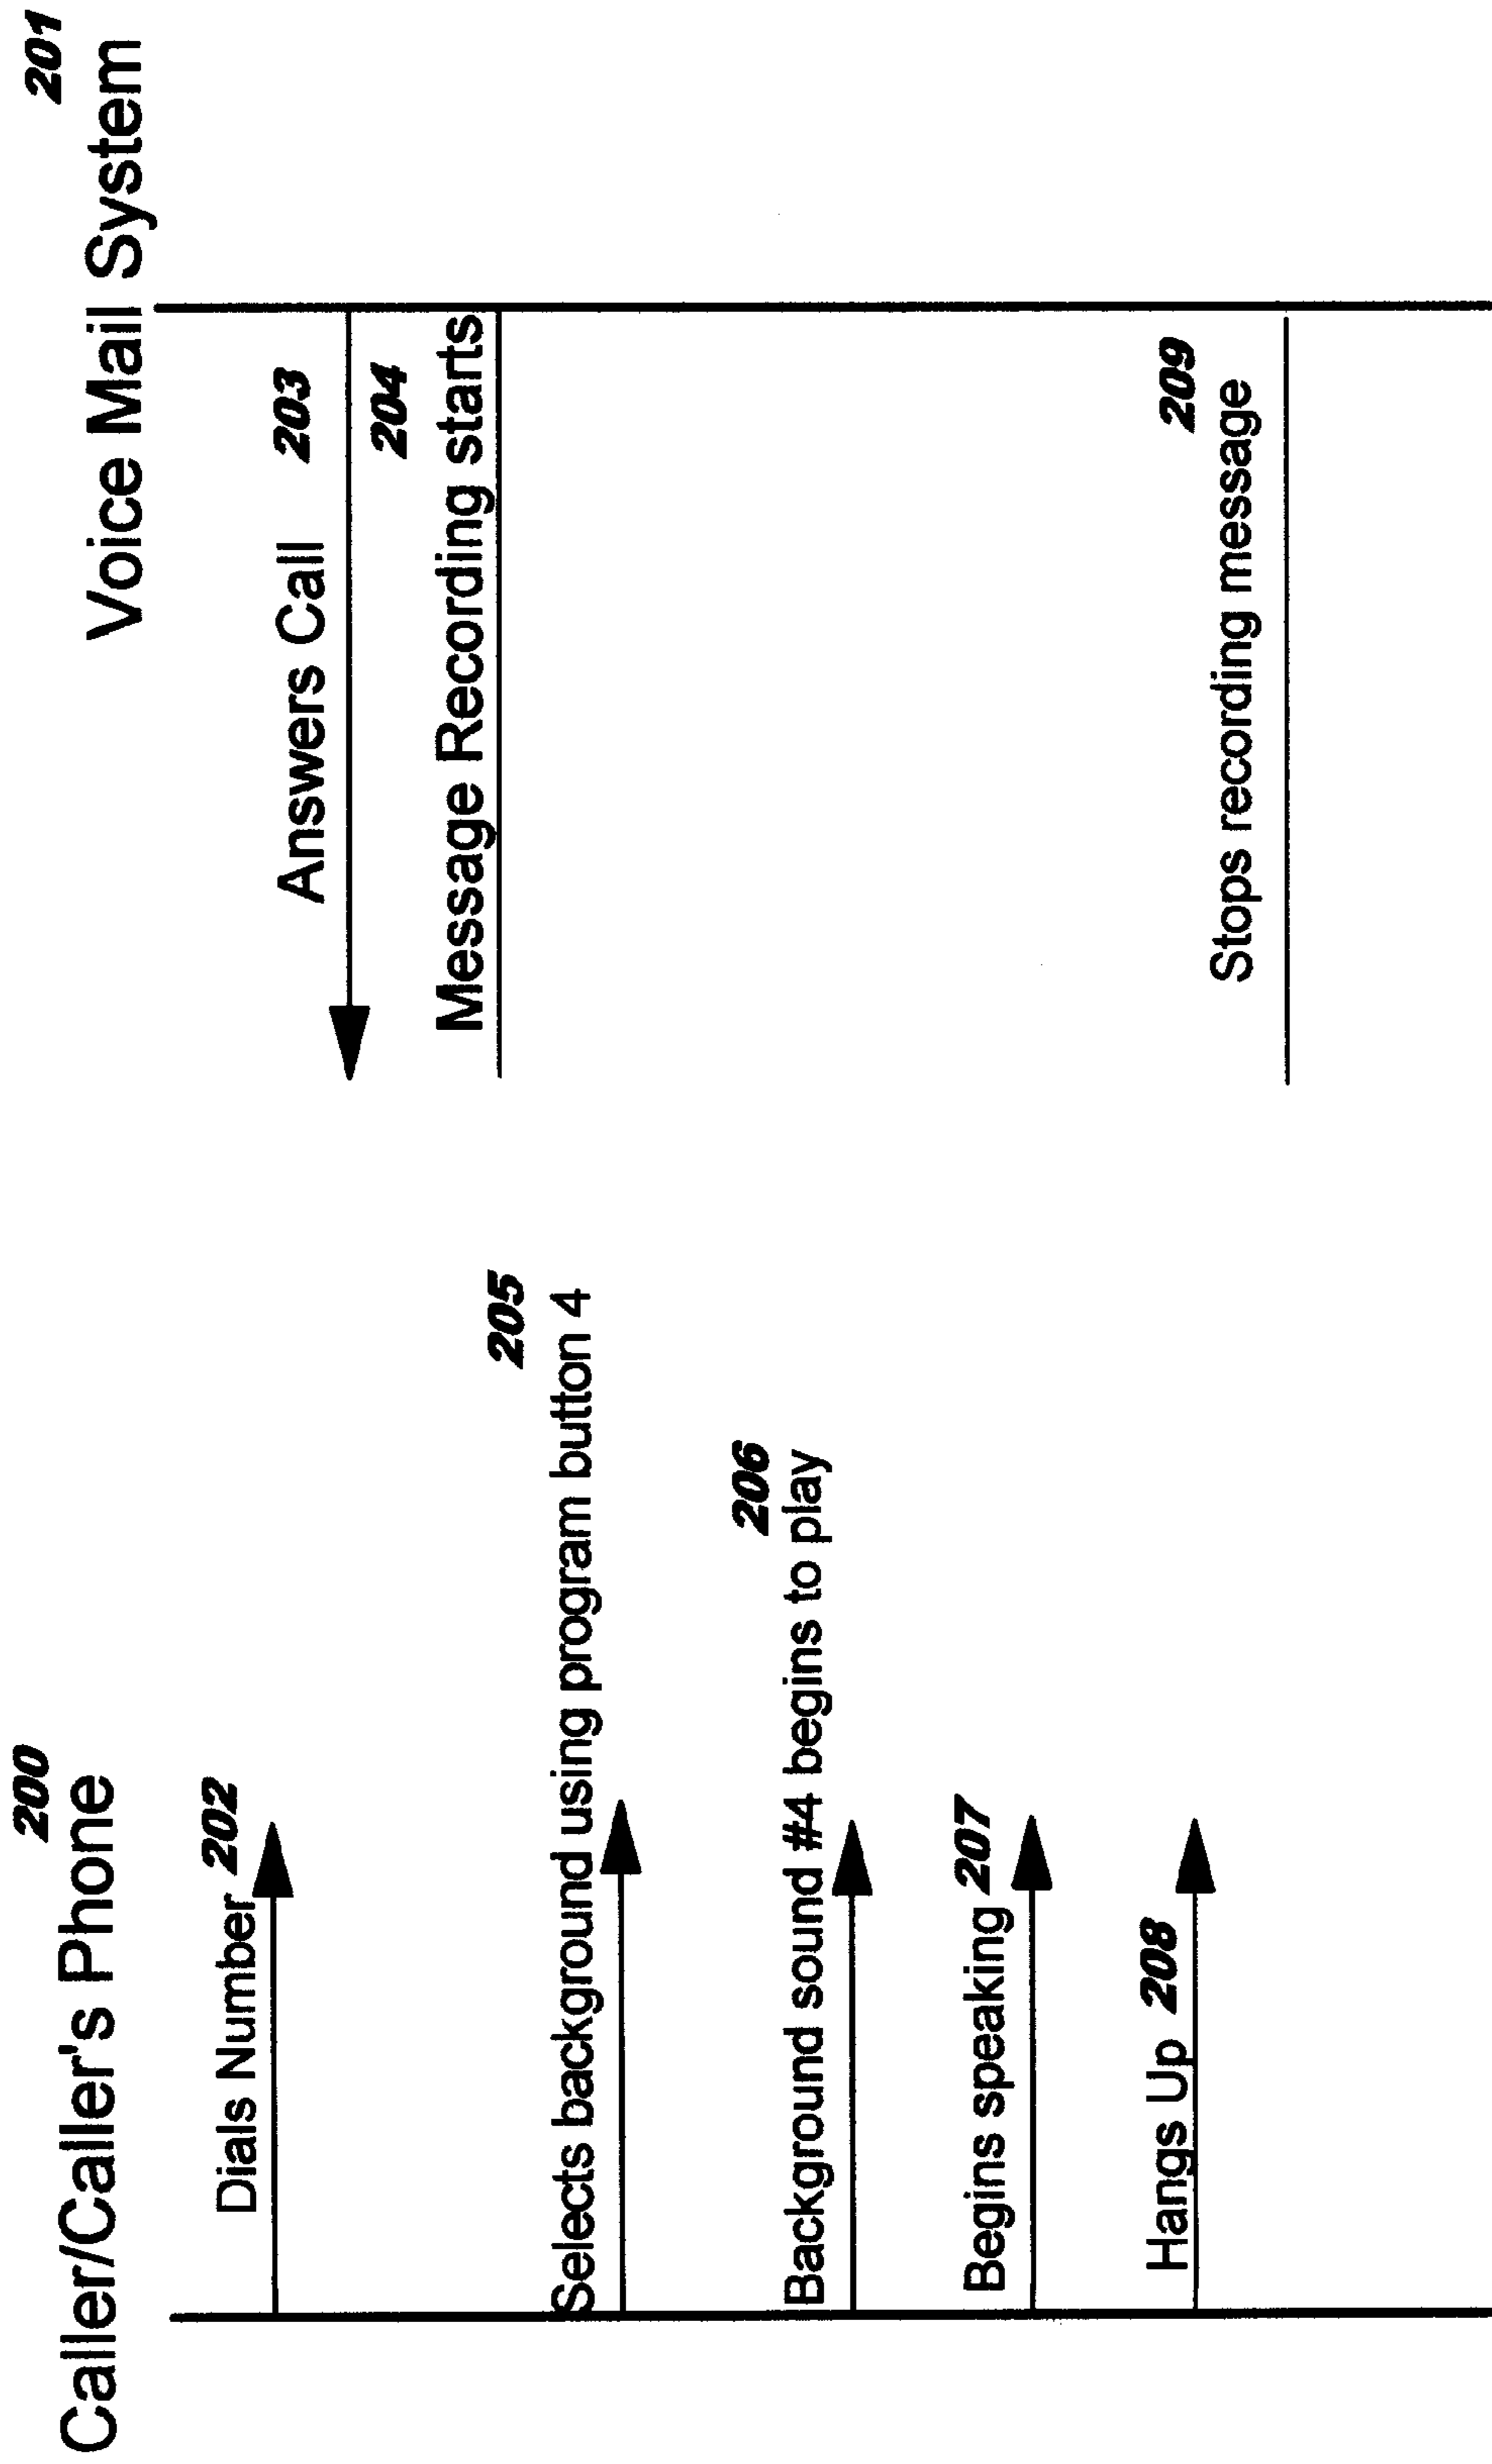 200
Caller/Caller's Phone
201
Voice Mail System
Dials Number 202
Answers Call 203
204
Message Recording starts
205
Selects background using program button 4
206
Background sound #4 begins to play
Begins speaking 207
Hangs Up 208
209
Stops recording message